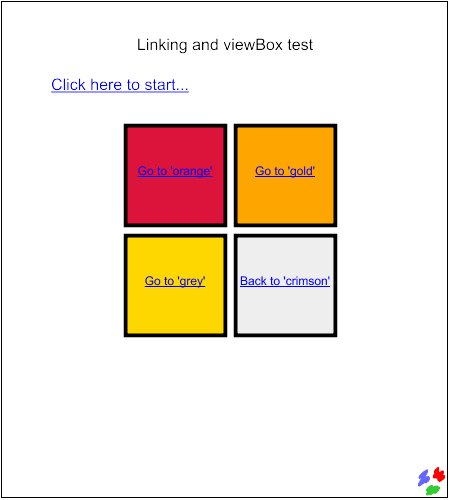 Linking and viewBox test
Click here to start...
Go to 'orange'
Go to 'gold'
Go to 'grey'
Back to 'crimson'